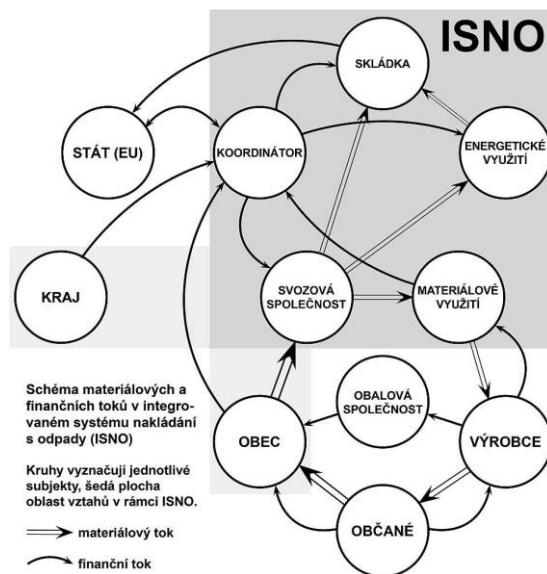 ISNO
SKLÁDKA
STÁT (EU)
KOORDINÁTOR
ENERGETICKÉ
VYUŽITÍ
KRAJ
SVOZOVÁ
SPOLEČNOST
MATERIÁLOVÉ
VYUŽITÍ
Schéma materiálových a
finančních toků v integro-
vaném systému nakládání
s odpady (ISNO)
OBALOVÁ
SPOLEČNOST
OBEC
VÝROBCE
Kruhy vyznačují jednotlivé
subjekty, šedá plocha
oblast vztahů v rámci ISNO.
OBČANÉ
materiálový tok
finanční tok